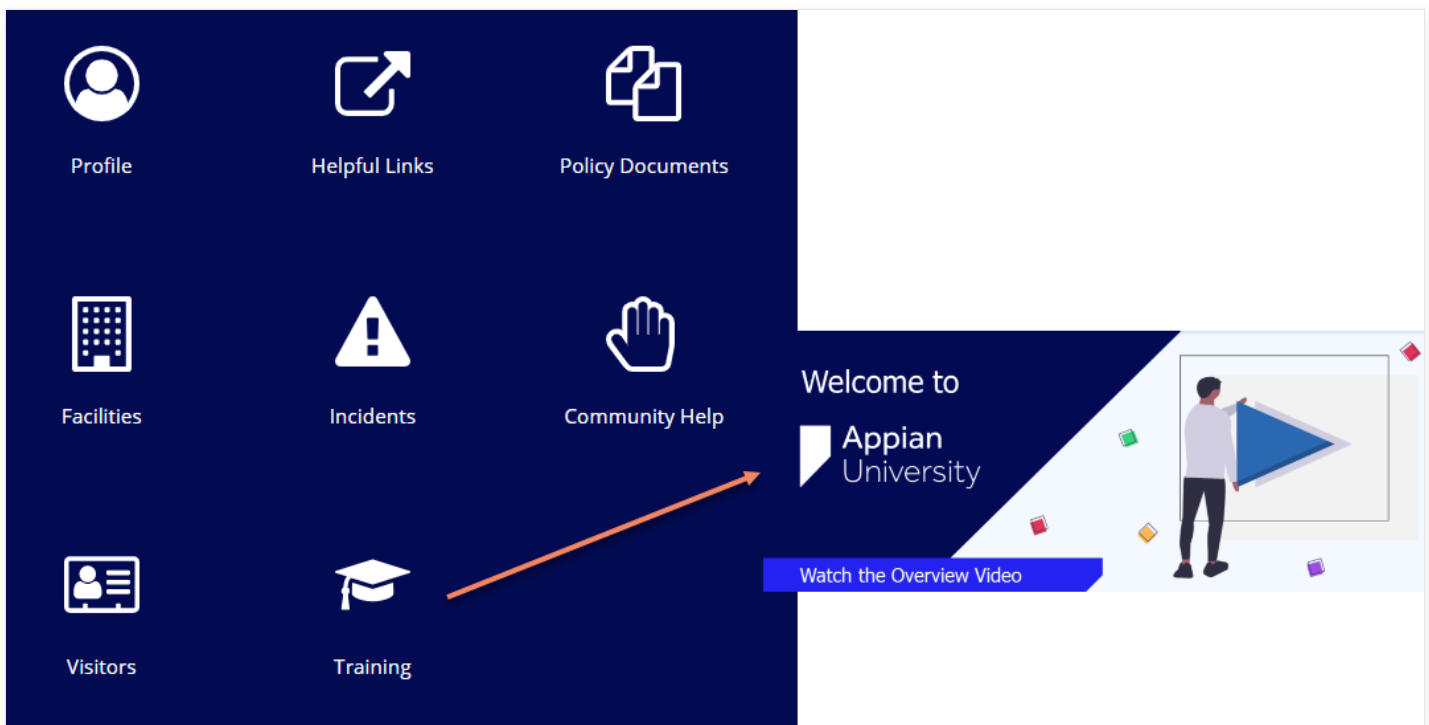 Profile
Helpful Links
Policy Documents
Facilities
Incidents
Community Help
Visitors
Training
Welcome to
Appian
University
Watch the Overview Video